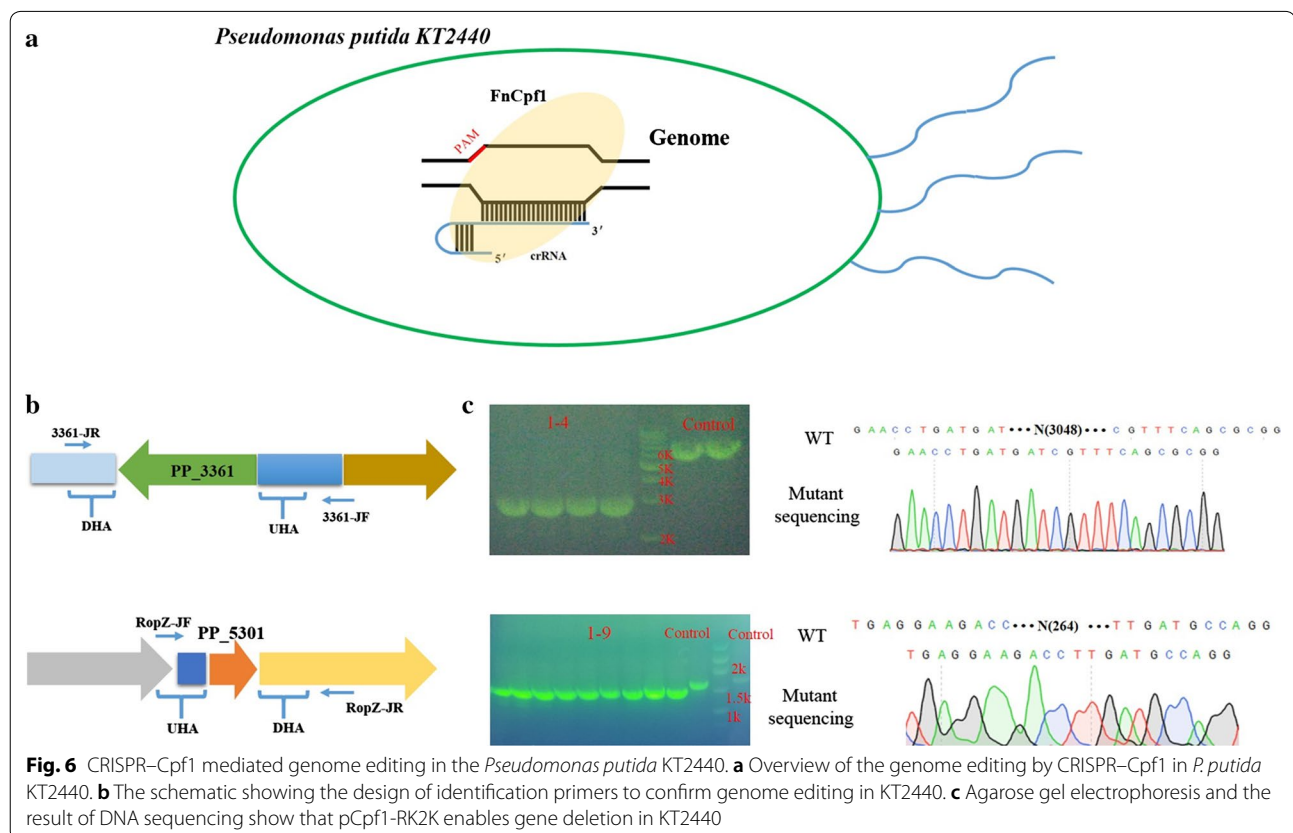 a
Pseudomonas putida KT2440
FnCpf1
PAM
Genome
3'
5'
crRNA
b
3361-JR
PP_3361
DHA
UHA
3361-JF
RopZ-JF
PP_5301
UHA
DHA
RopZ-JR
c
1-4
Control
6K
5K
4K
3K
2K
WT
G A A C C T G A T G A T ••• N(3048) ••• C G T T T C A G C G C G G
G A A C C T G A T G A T C G T T T C A G C G C G G
Mutant
sequencing
1-9
Control
Control
2k
1.5k
1k
WT
T G A G G A A G A C C ••• N(264) ••• T T G A T G C C A G G
T G A G G A A G A C C T T G A T G C C A G G
Mutant
sequencing
Fig. 6 CRISPR–Cpf1 mediated genome editing in the Pseudomonas putida KT2440. a Overview of the genome editing by CRISPR–Cpf1 in P. putida
KT2440. b The schematic showing the design of identification primers to confirm genome editing in KT2440. c Agarose gel electrophoresis and the
result of DNA sequencing show that pCpf1-RK2K enables gene deletion in KT2440